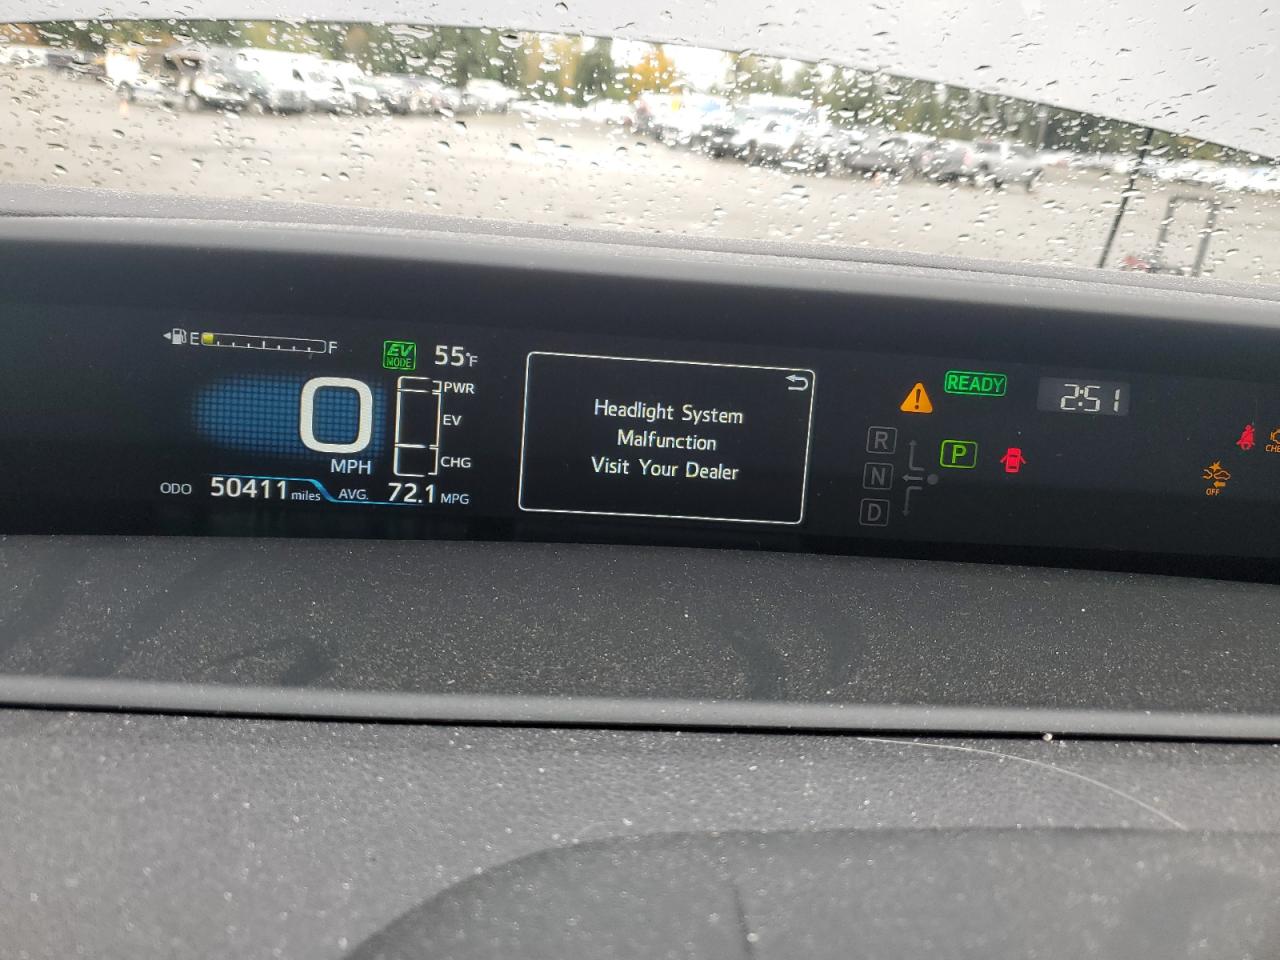 E F
EV
MODE
55°F
0
MPH
PWR
EV
CHG
ODO 50411 miles AVG. 72.1 MPG
Headlight System
Malfunction
Visit Your Dealer
READY
2:51
R
N
D
P
OFF